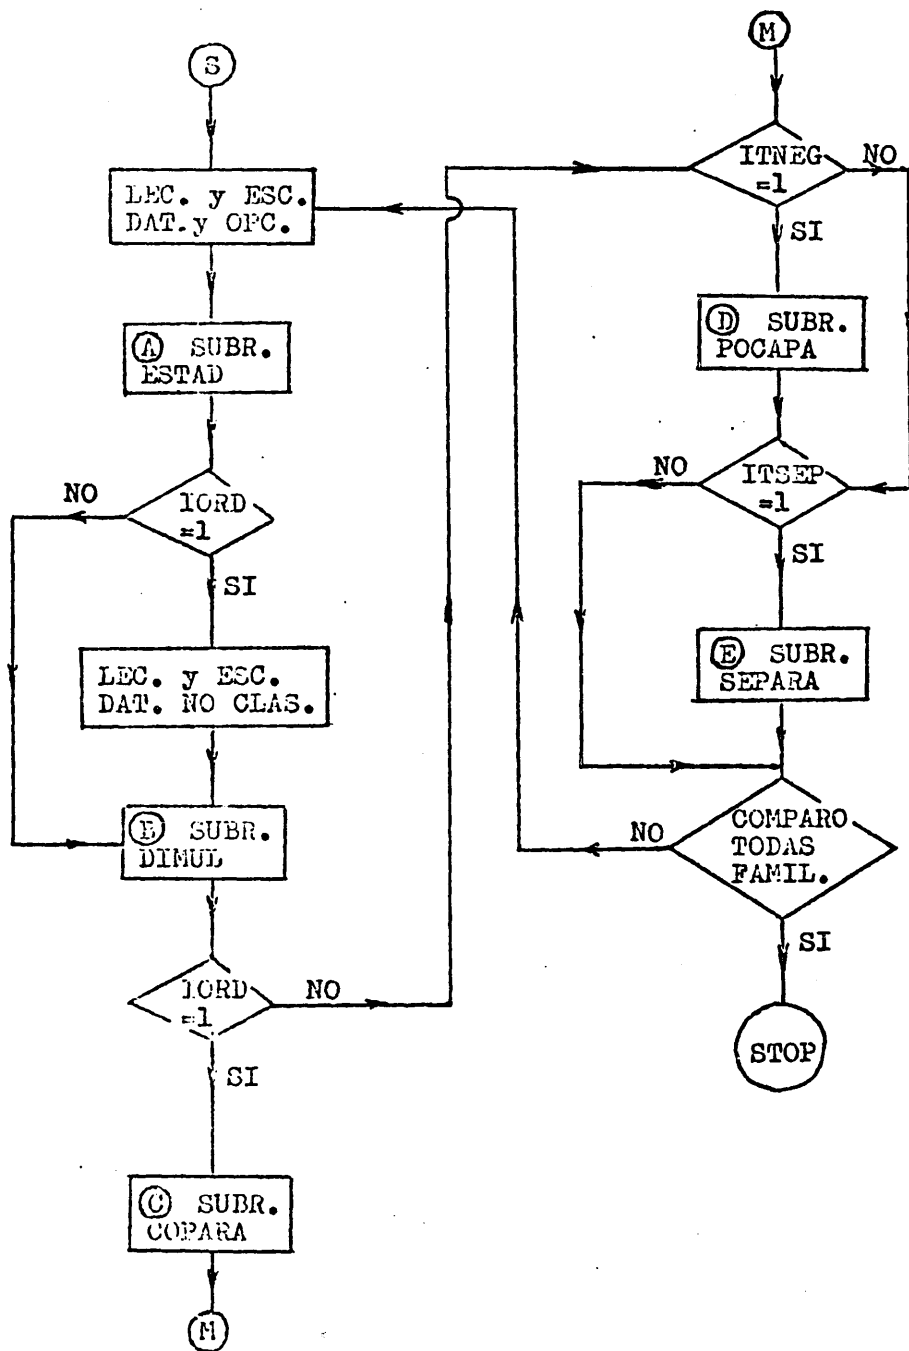 S
LEC. y ESC.
DAT. y OPC.
A SUBR.
ESTAD
IORD
=1
NO
SI
LEC. y ESC.
DAT. NO CLAS.
B SUBR.
DIMUL
IORD
=1
NO
SI
C SUBR.
COPARA
M
M
ITNEG
=1
NO
SI
D SUBR.
POCAPA
ITSEP
=1
NO
SI
E SUBR.
SEPARA
COMPARO
TODAS
FAMIL.
NO
SI
STOP